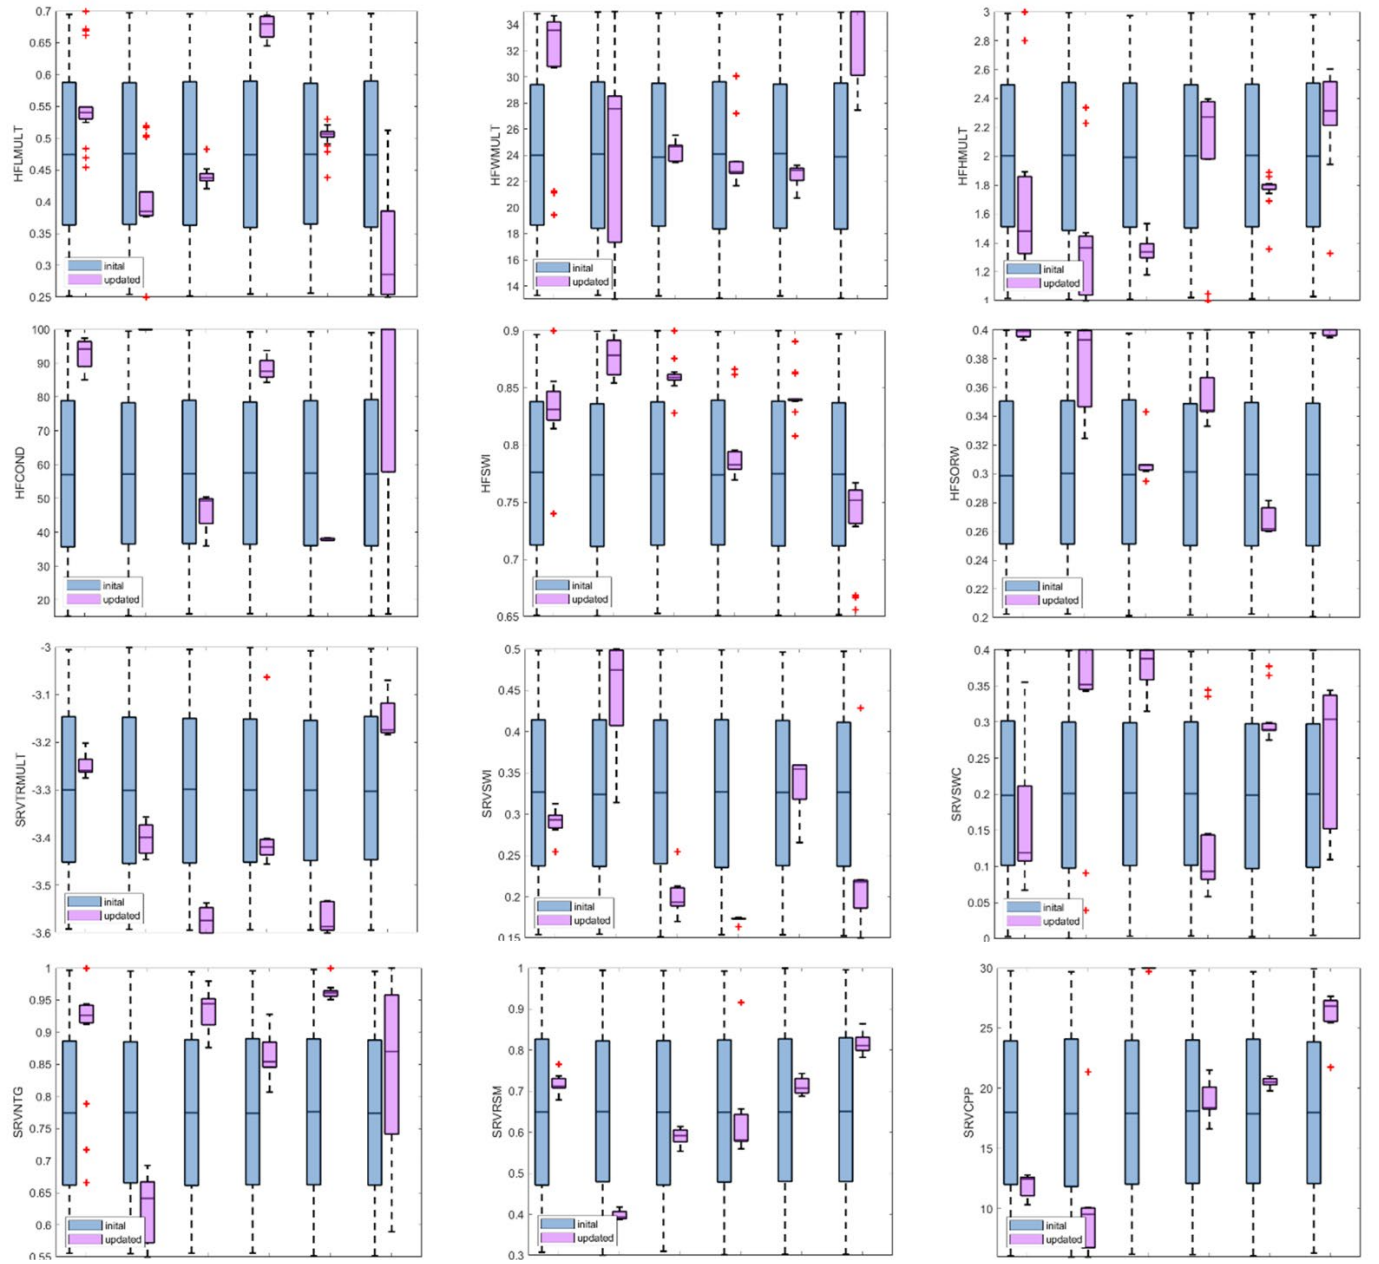 HFLMULT
0.7
0.65
0.6
0.55
0.5
0.45
0.4
0.35
0.3
0.25
inital
updated
HFWMULT
34
32
30
28
26
24
22
20
18
16
14
inital
updated
HFHMULT
3
2.8
2.6
2.4
2.2
2
1.8
1.6
1.4
1.2
1
inital
updated
HFCOND
100
90
80
70
60
50
40
30
20
inital
updated
HFSWI
0.9
0.85
0.8
0.75
0.7
0.65
inital
updated
HFSORW
0.4
0.38
0.36
0.34
0.32
0.3
0.28
0.26
0.24
0.22
0.2
inital
updated
SRVTRMULT
-3
-3.1
-3.2
-3.3
-3.4
-3.5
-3.6
inital
updated
SRVSWI
0.5
0.45
0.4
0.35
0.3
0.25
0.2
0.15
inital
updated
SRVSWC
0.4
0.35
0.3
0.25
0.2
0.15
0.1
0.05
0
inital
updated
SRVNTG
1
0.95
0.9
0.85
0.8
0.75
0.7
0.65
0.6
0.55
inital
updated
SRVRSM
1
0.9
0.8
0.7
0.6
0.5
0.4
0.3
inital
updated
SRVCPP
30
25
20
15
10
inital
updated